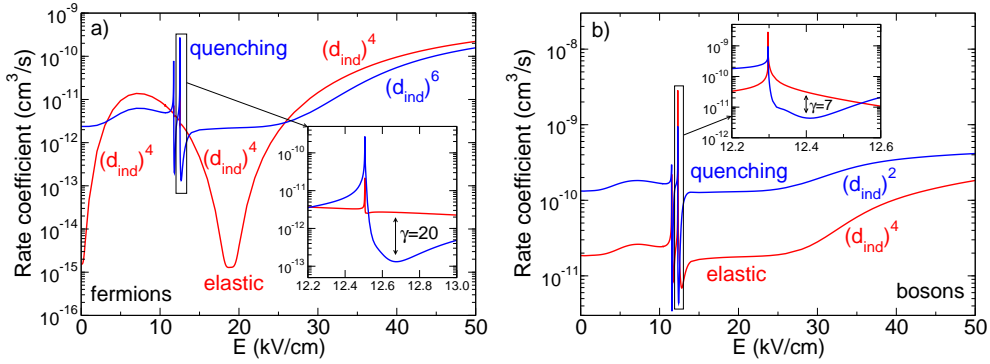 a)
Rate coefficient (cm³/s)
10⁻⁹
10⁻¹⁰
10⁻¹¹
10⁻¹²
10⁻¹³
10⁻¹⁴
10⁻¹⁵
10⁻¹⁶
quenching
(d_ind)⁴
(d_ind)⁶
(d_ind)⁴
(d_ind)⁴
elastic
fermions
10⁻¹⁰
10⁻¹¹
10⁻¹²
10⁻¹³
γ=20
12.2 12.4 12.6 12.8 13.0
0 10 20 30 40 50
E (kV/cm)
b)
Rate coefficient (cm³/s)
10⁻⁸
10⁻⁹
10⁻¹⁰
10⁻¹¹
10⁻⁹
10⁻¹⁰
10⁻¹¹
10⁻¹²
γ=7
12.2 12.4 12.6
quenching
(d_ind)²
(d_ind)⁴
elastic
bosons
0 10 20 30 40 50
E (kV/cm)